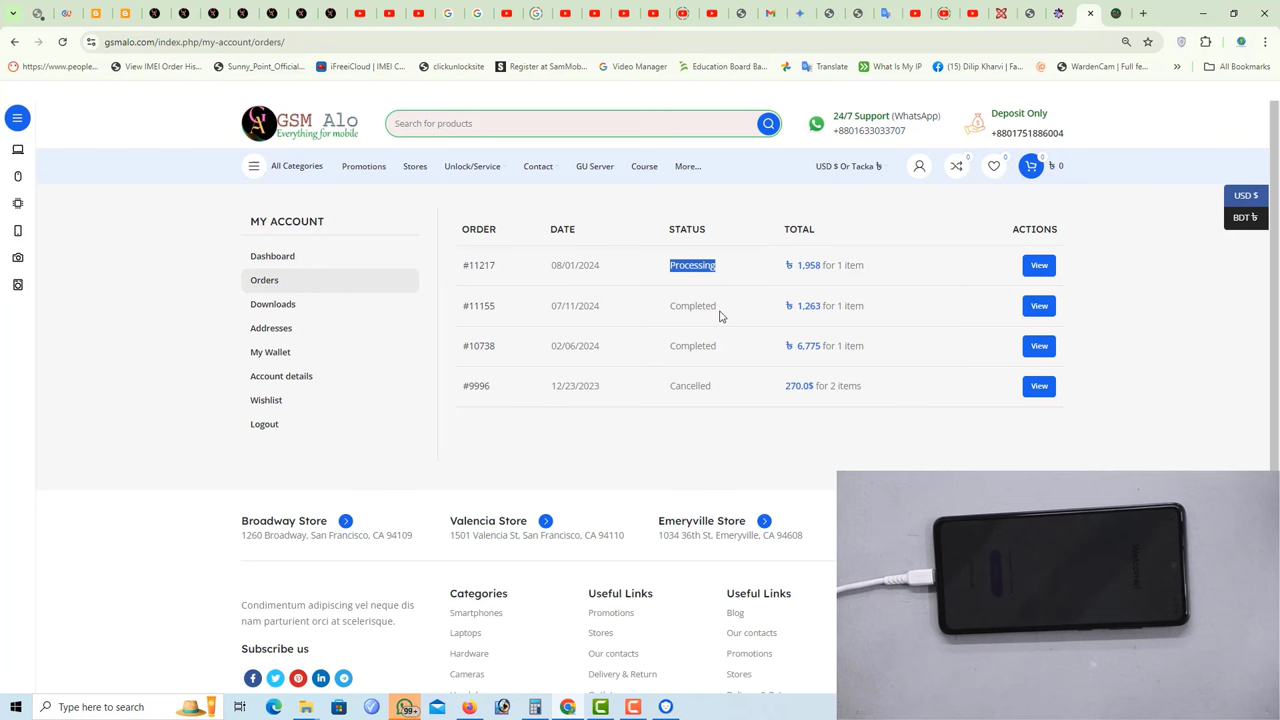 gsmalo.com/index.php/my-account/orders/
https://www.people...
View IMEI Order His...
Sunny_Point_Official...
iFreeiCloud | IMEI C...
clickunlocksite
Register at SamMob...
Video Manager
Education Board Ba...
Translate
What Is My IP
(15) Dilip Kharvi | Fa...
WardenCam | Full fe...
All Bookmarks
GSM Alo
Everything for mobile
Search for products
24/7 Support (WhatsApp)
+8801633033707
Deposit Only
+8801751886004
All Categories
Promotions
Stores
Unlock/Service
Contact
GU Server
Course
More...
USD $ Or Tacka ৳
0
0
0
৳ 0
USD $
BDT ৳
MY ACCOUNT
Dashboard
Orders
Downloads
Addresses
My Wallet
Account details
Wishlist
Logout
ORDER DATE STATUS TOTAL ACTIONS
#11217 08/01/2024 Processing ৳ 1,958 for 1 item View
#11155 07/11/2024 Completed ৳ 1,263 for 1 item View
#10738 02/06/2024 Completed ৳ 6,775 for 1 item View
#9996 12/23/2023 Cancelled 270.0$ for 2 items View
Broadway Store
1260 Broadway, San Francisco, CA 94109
Valencia Store
1501 Valencia St, San Francisco, CA 94110
Emeryville Store
1034 36th St, Emeryville, CA 94608
Condimentum adipiscing vel neque dis
nam parturient orci at scelerisque.
Subscribe us
Categories
Smartphones
Laptops
Hardware
Cameras
Useful Links
Promotions
Stores
Our contacts
Delivery & Return
Useful Links
Blog
Our contacts
Promotions
Stores
Welcome!
Type here to search
99+